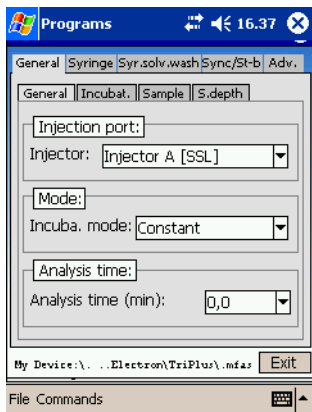 Programs 16.37
General Syringe Syr.solv.wash Sync/St-b Adv.
General Incubat. Sample S.depth
Injection port:
Injector: Injector A [SSL]
Mode:
Incuba. mode: Constant
Analysis time:
Analysis time (min): 0,0
My Device:\. ..Electron\TriPlus\.mfas Exit
File Commands